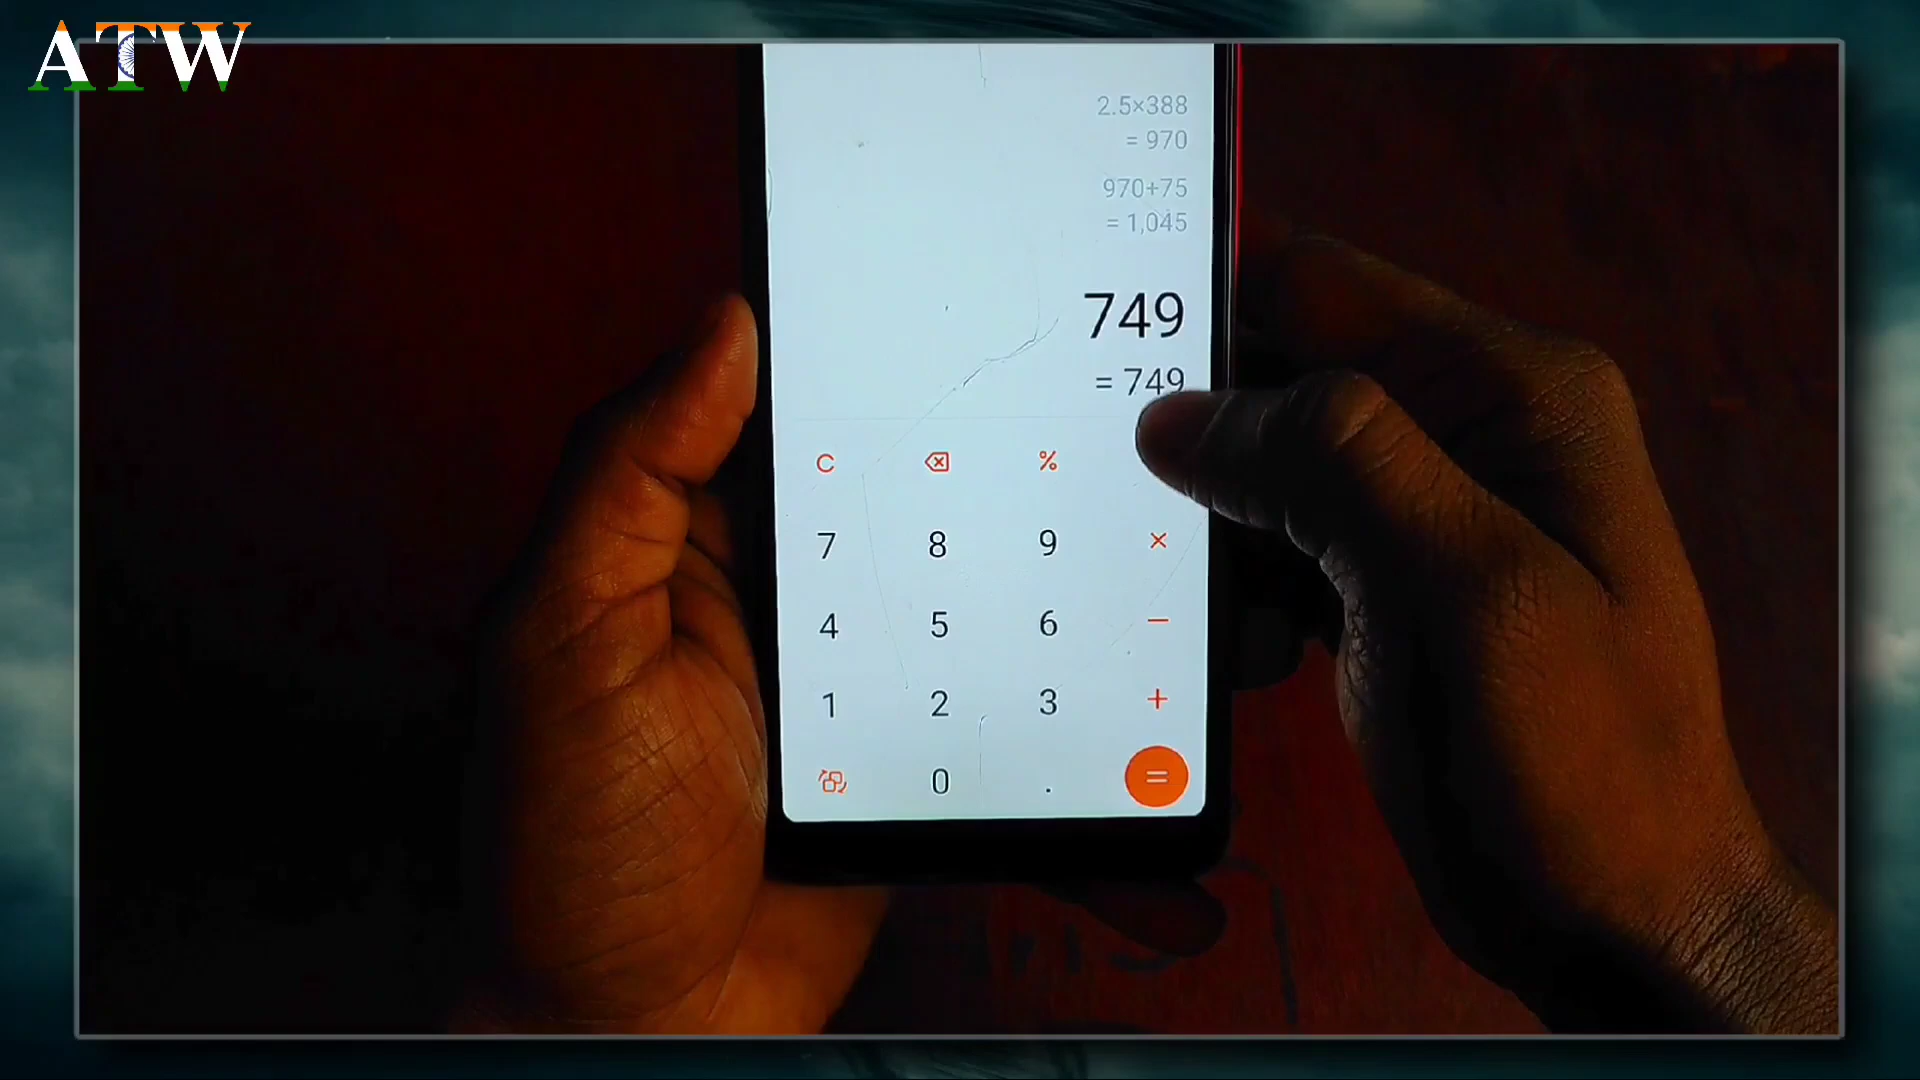 ATW
2.5×388
= 970
970+75
= 1,045
749
= 749
C %
7 8 9 ×
4 5 6 −
1 2 3 +
0 . =